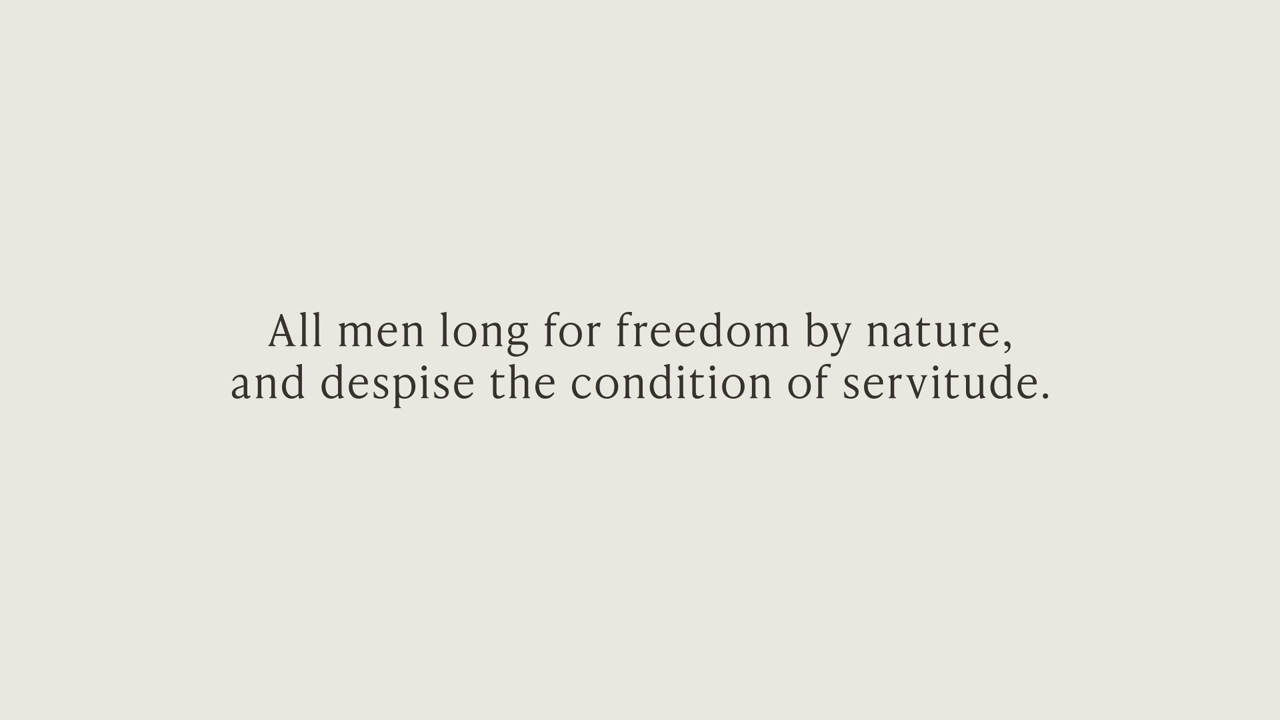 All men long for freedom by nature,
and despise the condition of servitude.